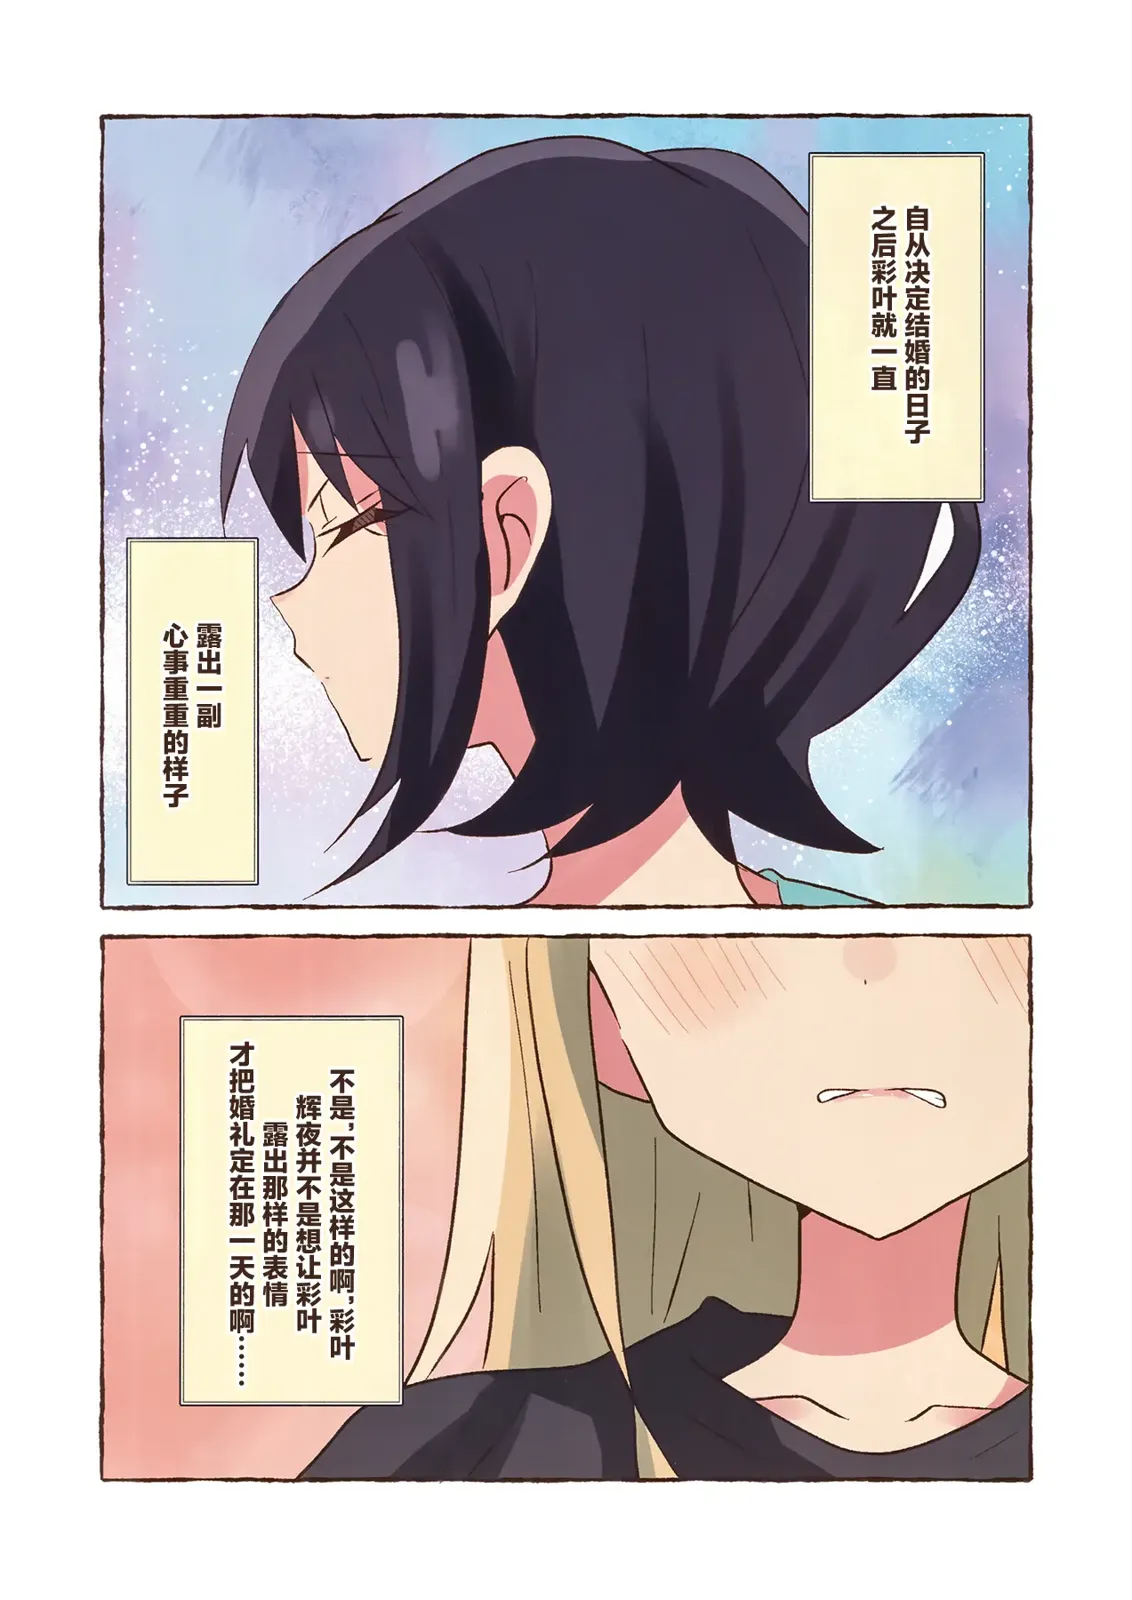 自从决定结婚的日子
之后彩叶就一直
露出一副
心事重重的样子
不是，不是这样的啊，彩叶
辉夜并不是想让彩叶
露出那样的表情
才把婚礼定在那一天的啊……